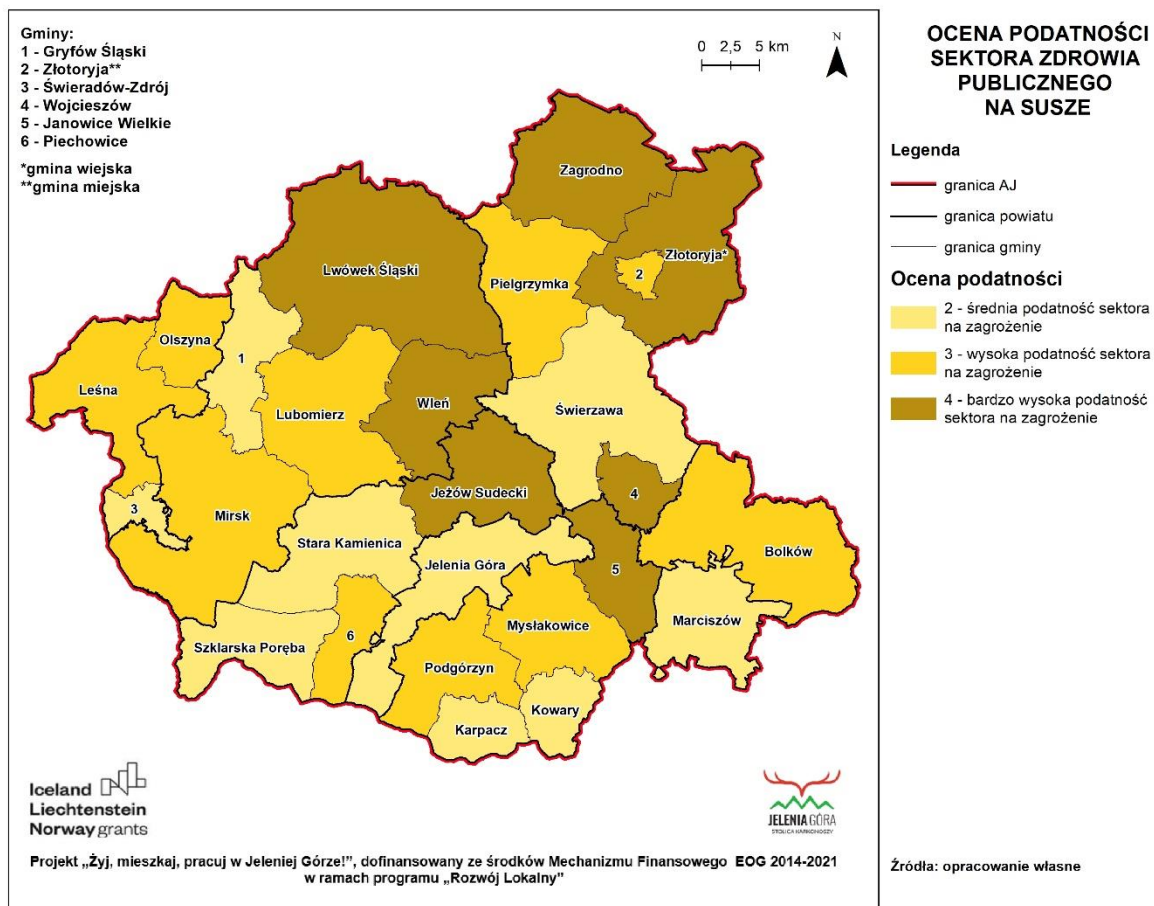 Gminy:
1 - Gryfów Śląski
2 - Złotoryja**
3 - Świeradów-Zdrój
4 - Wojcieszów
5 - Janowice Wielkie
6 - Piechowice
*gmina wiejska
**gmina miejska
0 2,5 5 km
N
Zagrodno
Złotoryja*
2
Lwówek Śląski
Pielgrzymka
Olszyna
1
Leśna
Lubomierz
Wleń
Świerzawa
Jeżów Sudecki
4
3
Mirsk
Stara Kamienica
Jelenia Góra
Bolków
5
Mysłakowice
Marciszów
6
Szklarska Poręba
Podgórzyn
Kowary
Karpacz
Iceland
Liechtenstein
Norway grants
JELENIA GÓRA
STOLICA KARKONOSZY
Projekt „Żyj, mieszkaj, pracuj w Jeleniej Górze!”, dofinansowany ze środków Mechanizmu Finansowego EOG 2014-2021
w ramach programu „Rozwój Lokalny”
OCENA PODATNOŚCI
SEKTORA ZDROWIA
PUBLICZNEGO
NA SUSZE
Legenda
granica AJ
granica powiatu
granica gminy
Ocena podatności
2 - średnia podatność sektora
na zagrożenie
3 - wysoka podatność sektora
na zagrożenie
4 - bardzo wysoka podatność
sektora na zagrożenie
Źródła: opracowanie własne